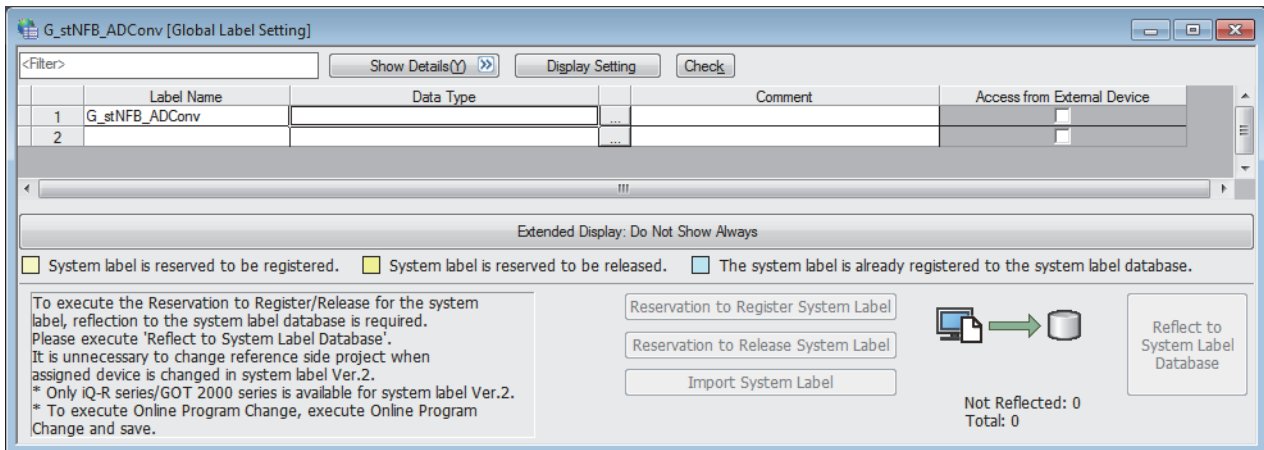 G_stNFB_ADConv [Global Label Setting]
<Filter>
Show Details(Y)
Display Setting
Check
Label Name Data Type Comment Access from External Device
1 G_stNFB_ADConv ...
2 ...
Extended Display: Do Not Show Always
System label is reserved to be registered. System label is reserved to be released. The system label is already registered to the system label database.
To execute the Reservation to Register/Release for the system
label, reflection to the system label database is required.
Please execute 'Reflect to System Label Database'.
It is unnecessary to change reference side project when
assigned device is changed in system label Ver.2.
* Only iQ-R series/GOT 2000 series is available for system label Ver.2.
* To execute Online Program Change, execute Online Program
Change and save.
Reservation to Register System Label
Reservation to Release System Label
Import System Label
Not Reflected: 0
Total: 0
Reflect to
System Label
Database